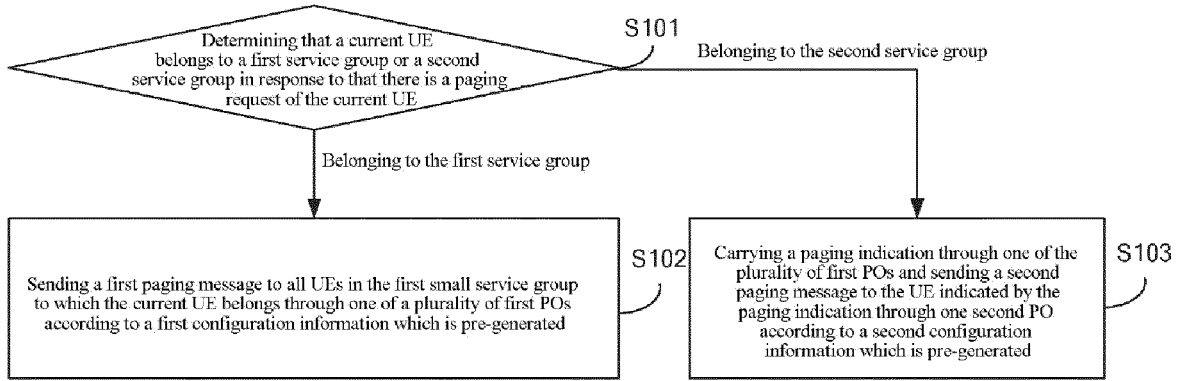 Determining that a current UE
belongs to a first service group or a second
service group in response to that there is a paging
request of the current UE
S101
Belonging to the second service group
Belonging to the first service group
Sending a first paging message to all UEs in the first small service group
to which the current UE belongs through one of a plurality of first POs
according to a first configuration information which is pre-generated
S102
Carrying a paging indication through one of the
plurality of first POs and sending a second
paging message to the UE indicated by the
paging indication through one second PO
according to a second configuration
information which is pre-generated
S103